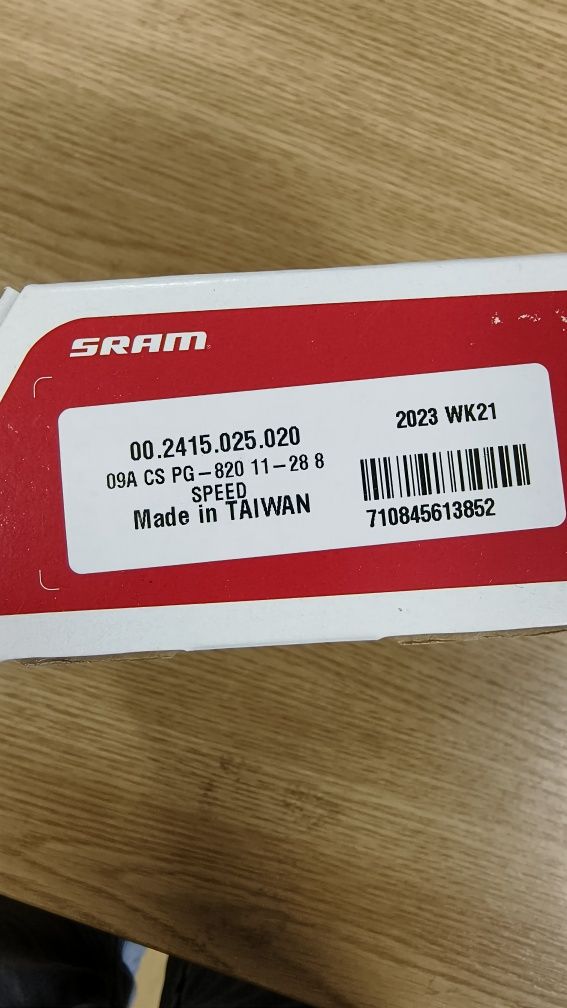 SRAM
00.2415.025.020
09A CS PG-820 11-28 8
SPEED
Made in TAIWAN
2023 WK21
710845613852